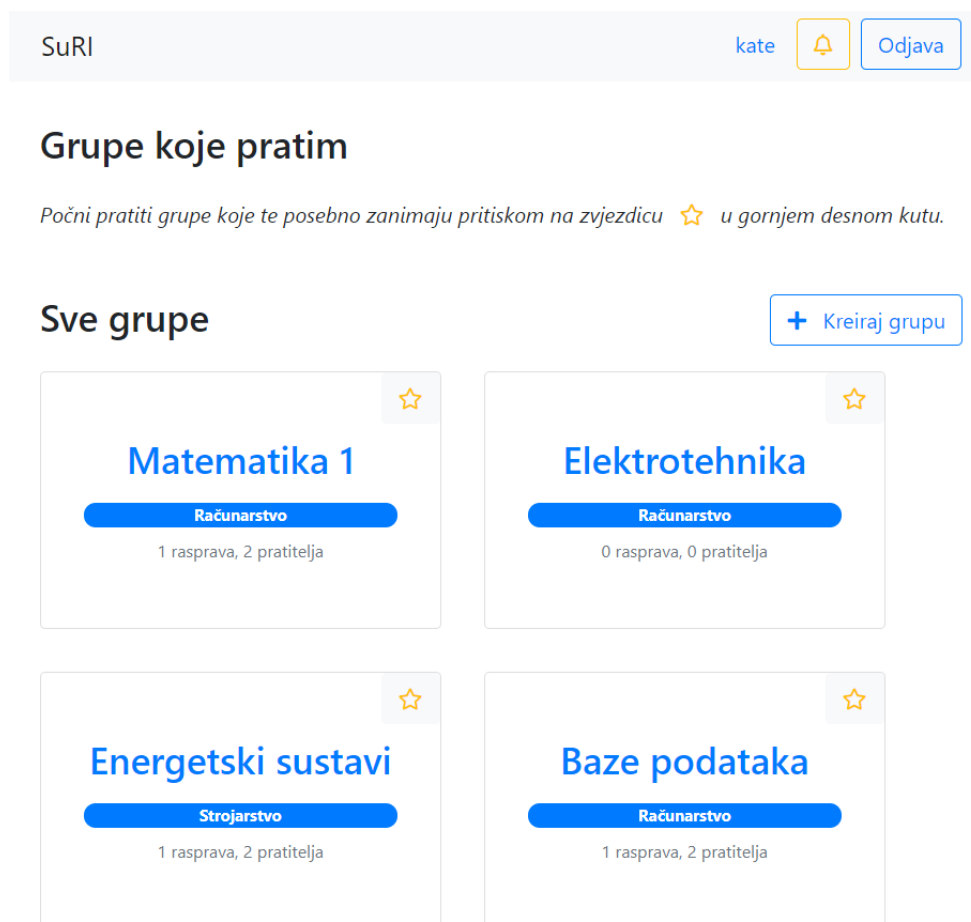 SuRI
kate
Odjava
Grupe koje pratim
Počni pratiti grupe koje te posebno zanimaju pritiskom na zvjezdicu u gornjem desnom kutu.
Sve grupe
+ Kreiraj grupu
Matematika 1
Računarstvo
1 rasprava, 2 pratitelja
Elektrotehnika
Računarstvo
0 rasprava, 0 pratitelja
Energetski sustavi
Strojarstvo
1 rasprava, 2 pratitelja
Baze podataka
Računarstvo
1 rasprava, 2 pratitelja